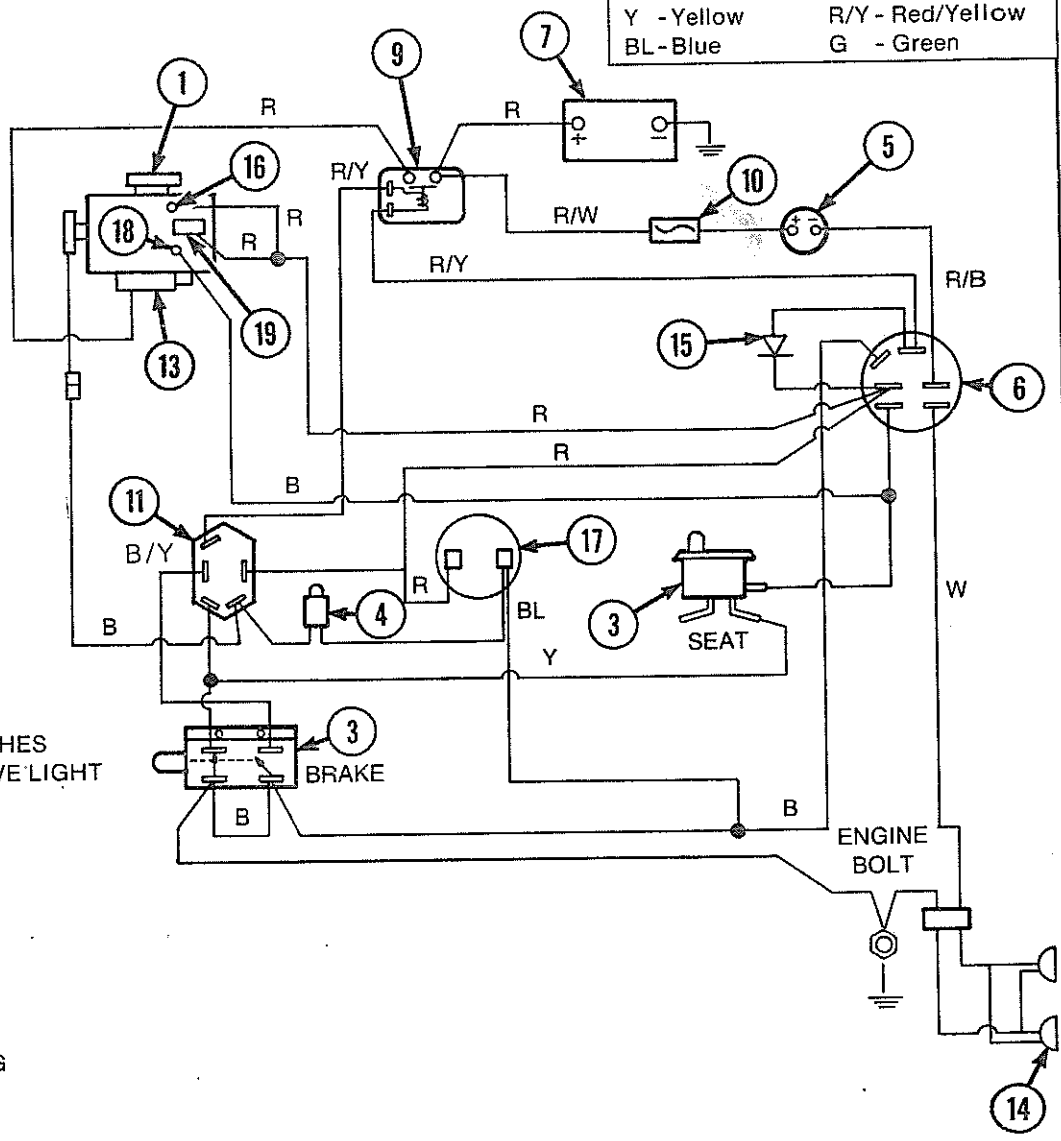 Y - Yellow R/Y - Red/Yellow
BL - Blue G - Green
7
9
1
R
R
5
R/Y
16
10
R
R/W
18
R
R/Y
R/B
15
19
13
6
R
R
B
11
17
B/Y
W
R
BL
4
3
B
SEAT
Y
3
HES
VE LIGHT
BRAKE
B
B
ENGINE
BOLT
G
14